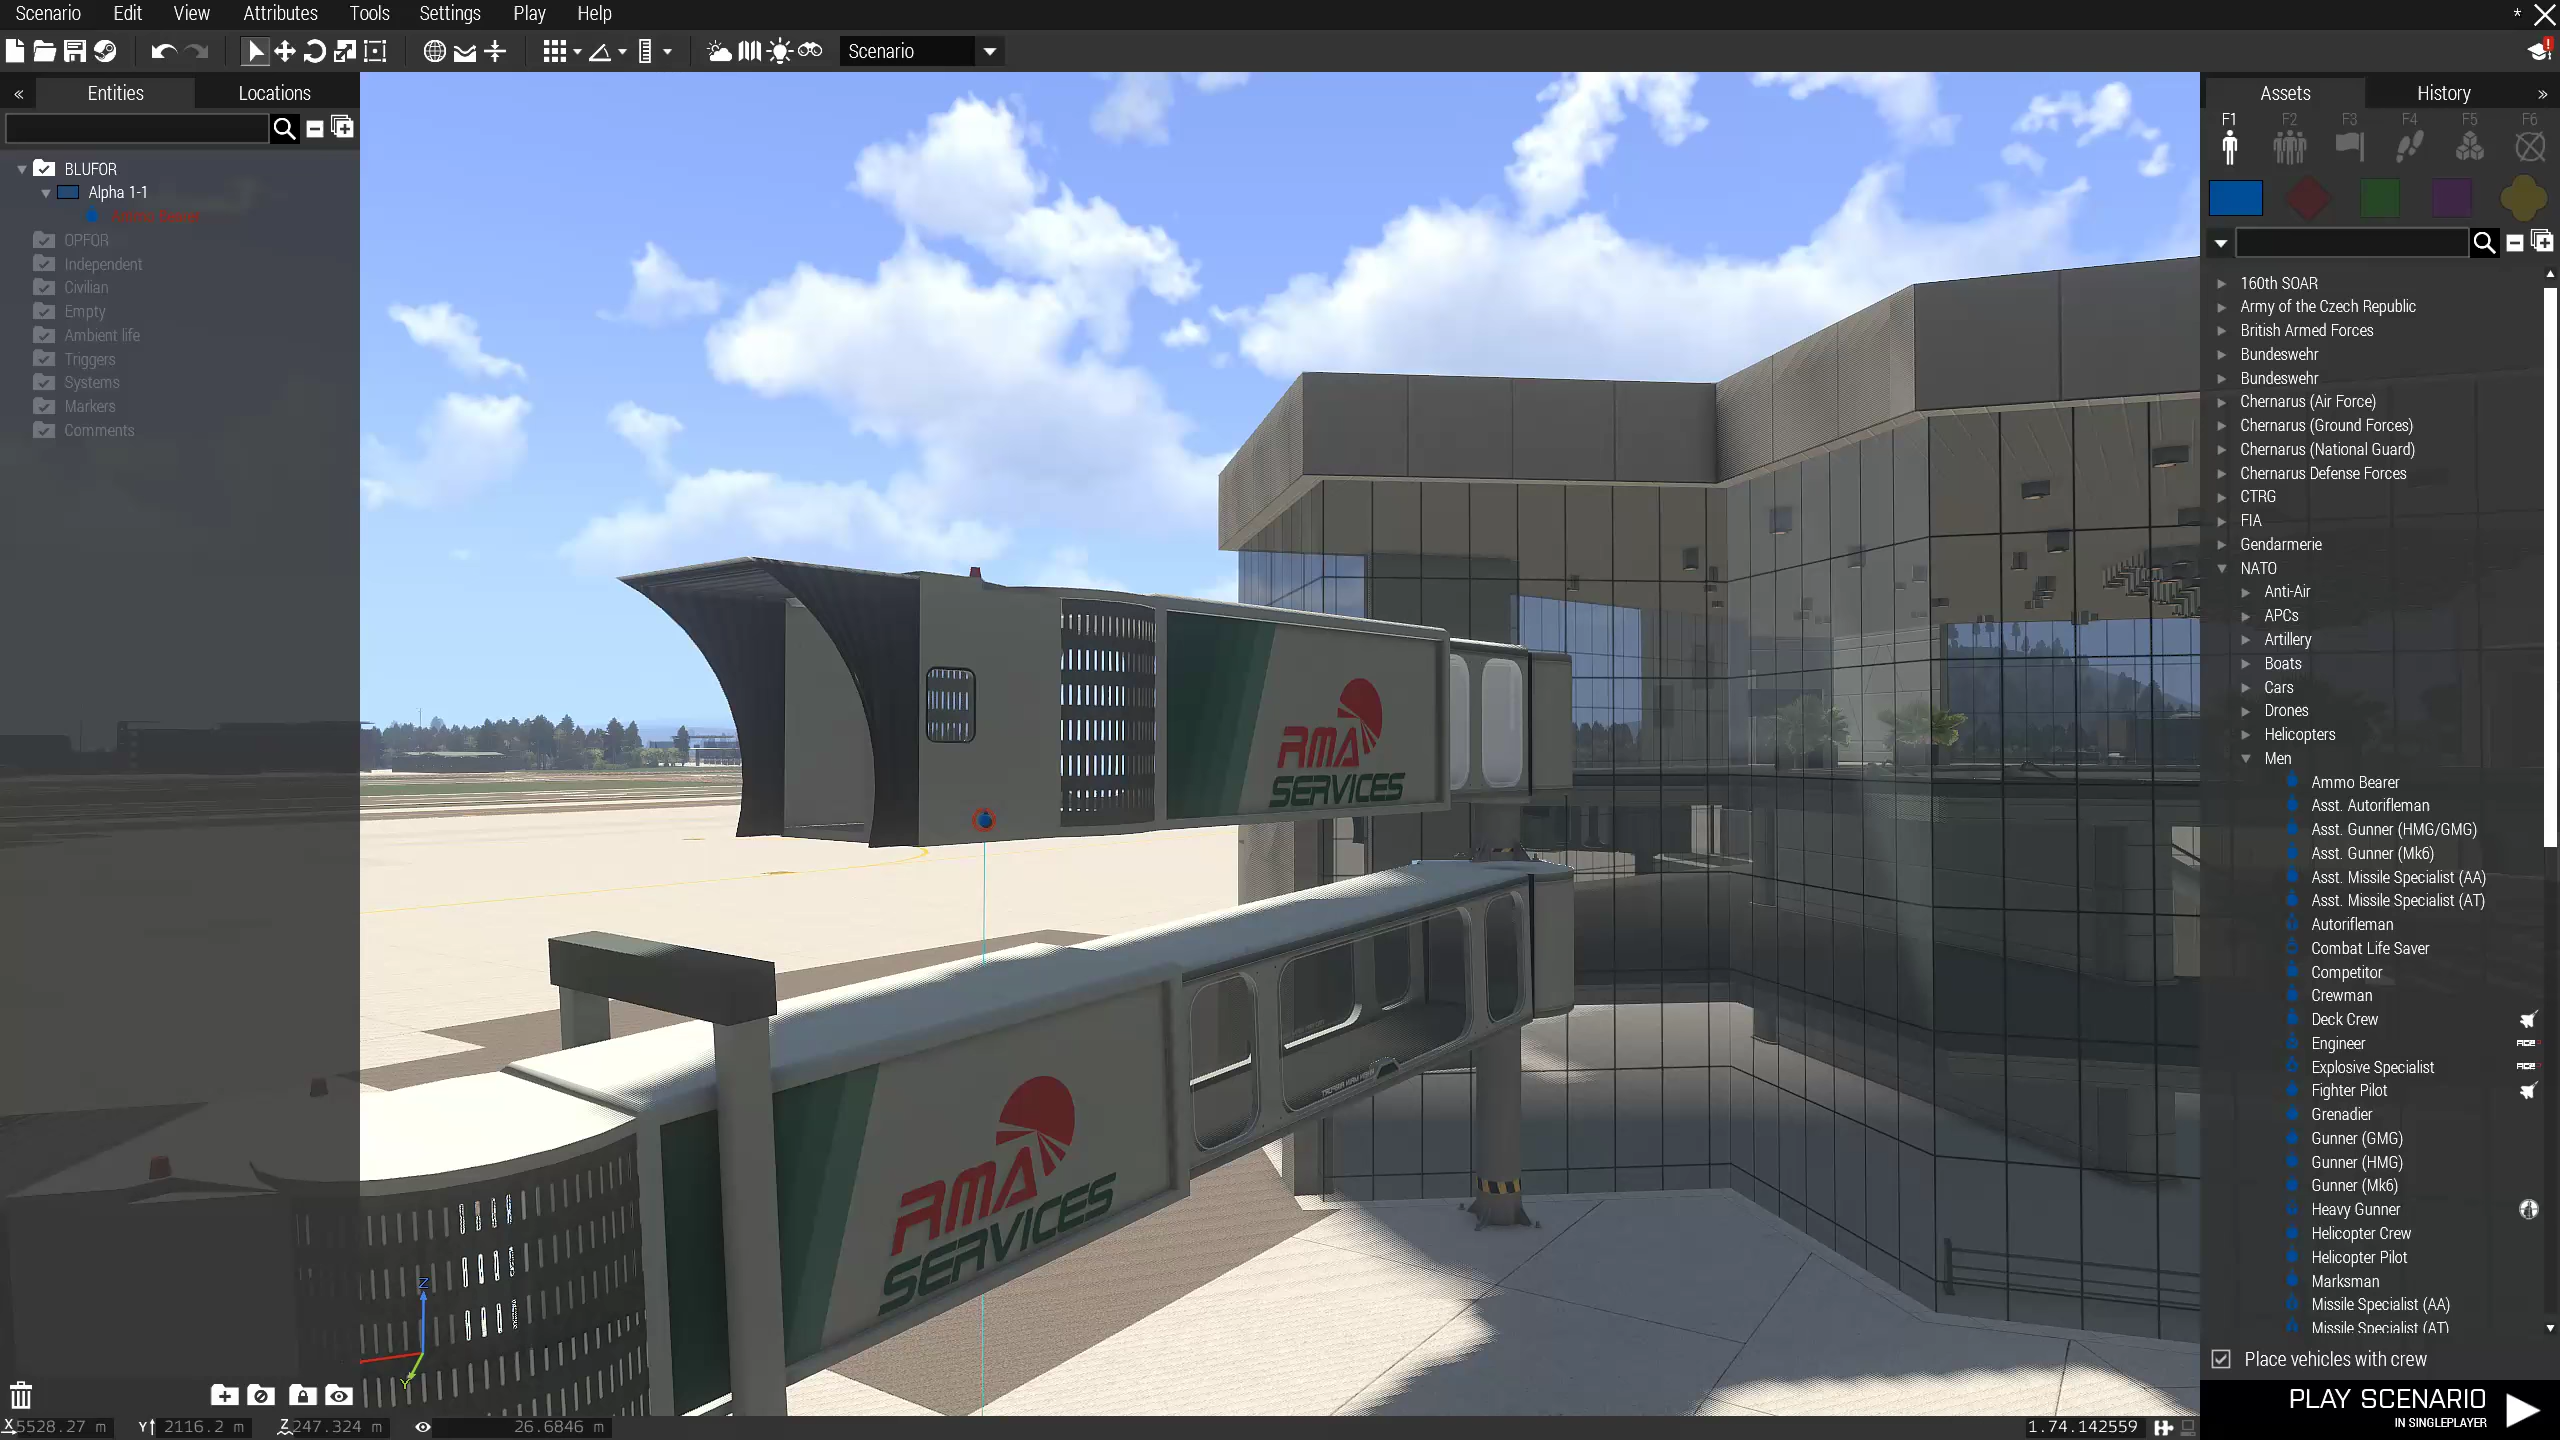 Scenario Edit View Attributes Tools Settings Play Help
*
Scenario
Entities Locations
BLUFOR
Alpha 1-1
Ammo Bearer
OPFOR
Independent
Civilian
Empty
Ambient life
Triggers
Systems
Markers
Comments
RMA
SERVICES
RMA
SERVICES
Z
Y
X 5528.27 m Y 2116.2 m Z 247.324 m 26.6846 m
1.74.142559
Assets History
F1 F2 F3 F4 F5 F6
160th SOAR
Army of the Czech Republic
British Armed Forces
Bundeswehr
Bundeswehr
Chernarus (Air Force)
Chernarus (Ground Forces)
Chernarus (National Guard)
Chernarus Defense Forces
CTRG
FIA
Gendarmerie
NATO
Anti-Air
APCs
Artillery
Boats
Cars
Drones
Helicopters
Men
Ammo Bearer
Asst. Autorifleman
Asst. Gunner (HMG/GMG)
Asst. Gunner (Mk6)
Asst. Missile Specialist (AA)
Asst. Missile Specialist (AT)
Autorifleman
Combat Life Saver
Competitor
Crewman
Deck Crew
Engineer
Explosive Specialist
Fighter Pilot
Grenadier
Gunner (GMG)
Gunner (HMG)
Gunner (Mk6)
Heavy Gunner
Helicopter Crew
Helicopter Pilot
Marksman
Missile Specialist (AA)
Missile Specialist (AT)
Place vehicles with crew
PLAY SCENARIO
IN SINGLEPLAYER